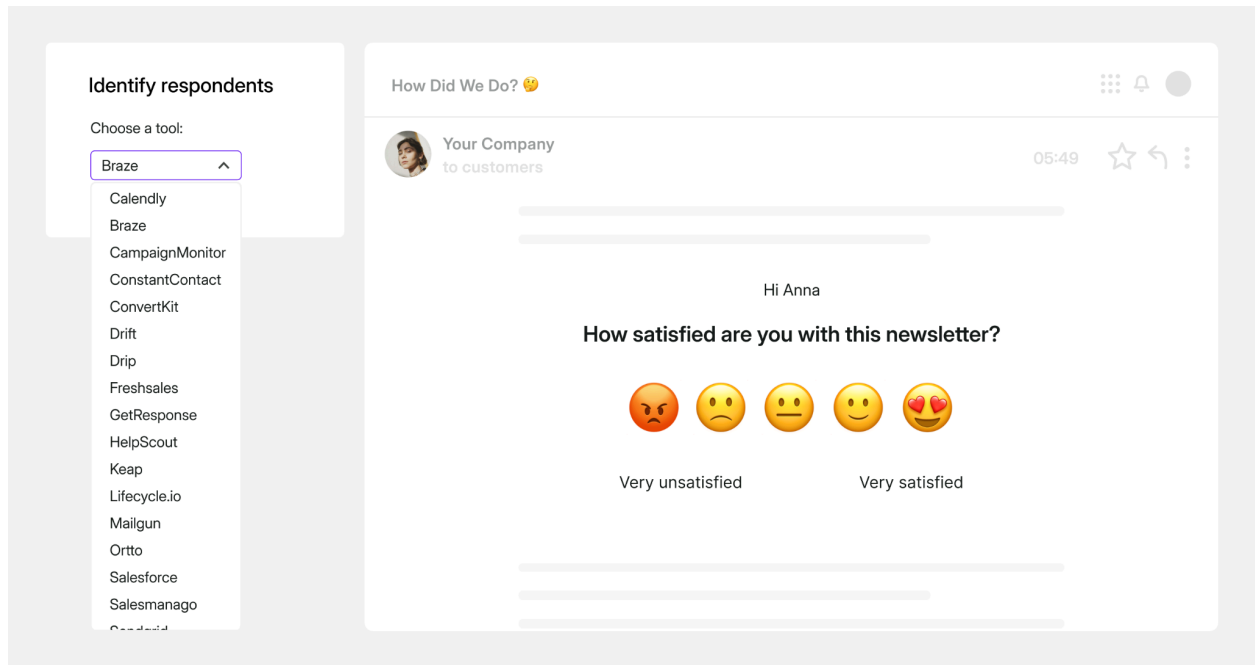 Identify respondents
Choose a tool:
Braze
Calendly
Braze
CampaignMonitor
ConstantContact
ConvertKit
Drift
Drip
Freshsales
GetResponse
HelpScout
Keap
Lifecycle.io
Mailgun
Ortto
Salesforce
Salesmanago
How Did We Do? 🤔
Your Company
to customers
05:49
Hi Anna
How satisfied are you with this newsletter?
Very unsatisfied
Very satisfied